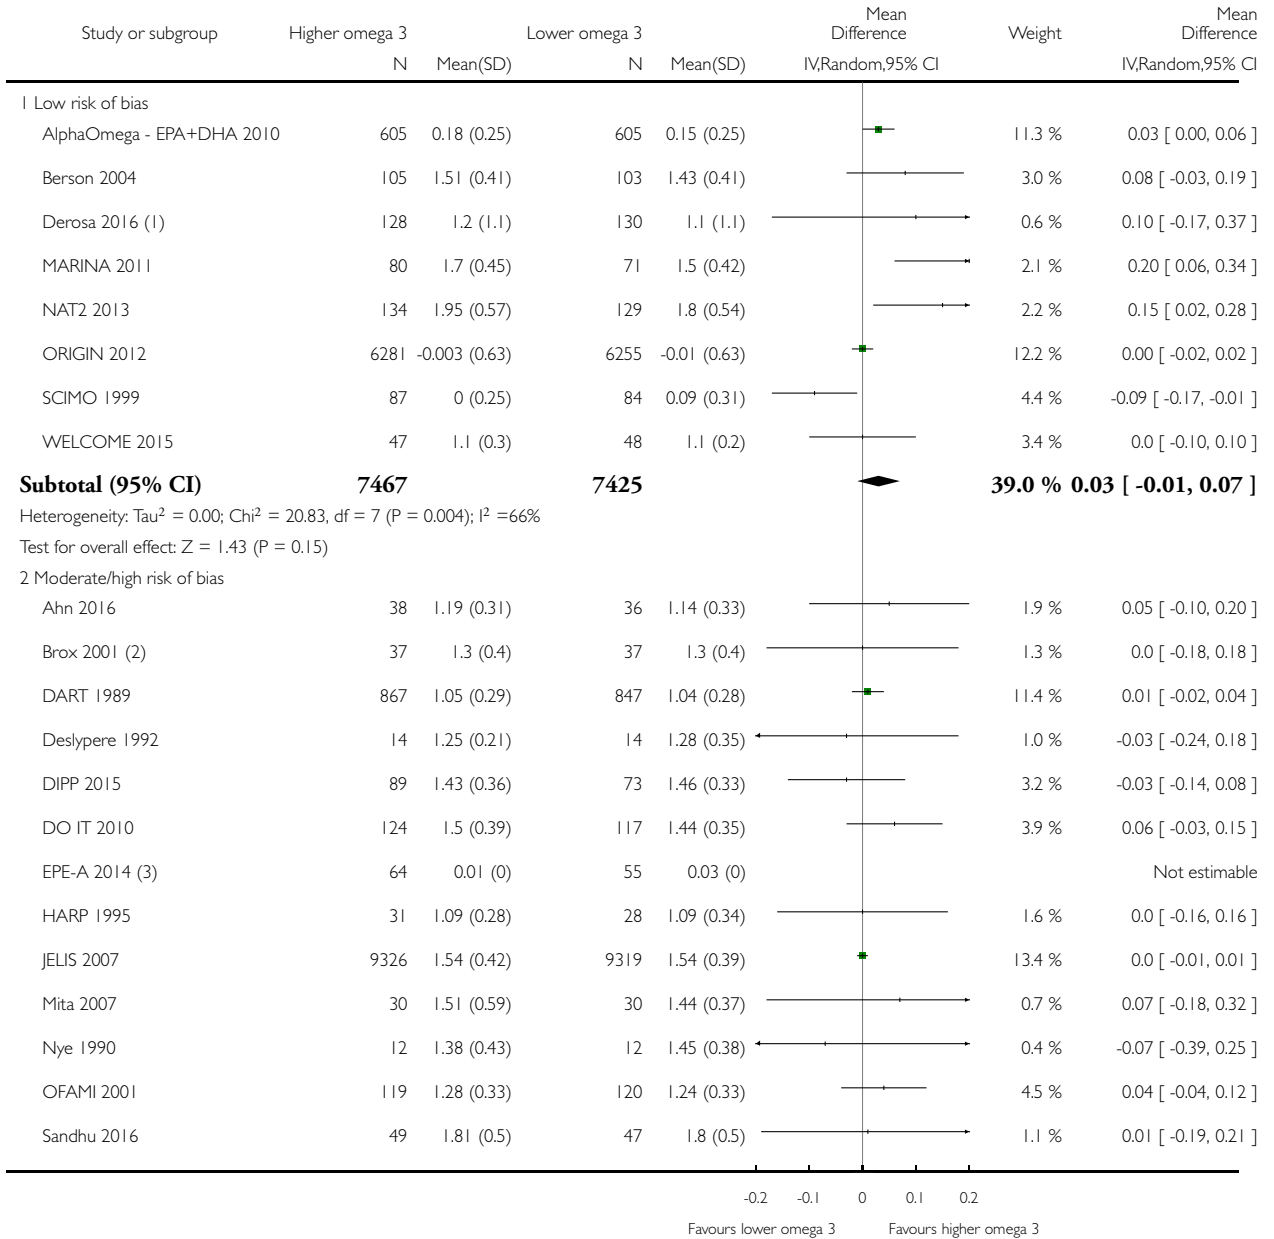 Study or subgroup Higher omega 3 Lower omega 3 Mean Difference Weight Mean Difference
N Mean(SD) N Mean(SD) IV,Random,95% CI IV,Random,95% CI
1 Low risk of bias
AlphaOmega - EPA+DHA 2010 605 0.18 (0.25) 605 0.15 (0.25) 11.3 % 0.03 [ 0.00, 0.06 ]
Berson 2004 105 1.51 (0.41) 103 1.43 (0.41) 3.0 % 0.08 [ -0.03, 0.19 ]
Derosa 2016 (1) 128 1.2 (1.1) 130 1.1 (1.1) 0.6 % 0.10 [ -0.17, 0.37 ]
MARINA 2011 80 1.7 (0.45) 71 1.5 (0.42) 2.1 % 0.20 [ 0.06, 0.34 ]
NAT2 2013 134 1.95 (0.57) 129 1.8 (0.54) 2.2 % 0.15 [ 0.02, 0.28 ]
ORIGIN 2012 6281 -0.003 (0.63) 6255 -0.01 (0.63) 12.2 % 0.00 [ -0.02, 0.02 ]
SCIMO 1999 87 0 (0.25) 84 0.09 (0.31) 4.4 % -0.09 [ -0.17, -0.01 ]
WELCOME 2015 47 1.1 (0.3) 48 1.1 (0.2) 3.4 % 0.0 [ -0.10, 0.10 ]
Subtotal (95% CI) 7467 7425 39.0 % 0.03 [ -0.01, 0.07 ]
Heterogeneity: Tau² = 0.00; Chi² = 20.83, df = 7 (P = 0.004); I² =66%
Test for overall effect: Z = 1.43 (P = 0.15)
2 Moderate/high risk of bias
Ahn 2016 38 1.19 (0.31) 36 1.14 (0.33) 1.9 % 0.05 [ -0.10, 0.20 ]
Brox 2001 (2) 37 1.3 (0.4) 37 1.3 (0.4) 1.3 % 0.0 [ -0.18, 0.18 ]
DART 1989 867 1.05 (0.29) 847 1.04 (0.28) 11.4 % 0.01 [ -0.02, 0.04 ]
Deslypere 1992 14 1.25 (0.21) 14 1.28 (0.35) 1.0 % -0.03 [ -0.24, 0.18 ]
DIPP 2015 89 1.43 (0.36) 73 1.46 (0.33) 3.2 % -0.03 [ -0.14, 0.08 ]
DO IT 2010 124 1.5 (0.39) 117 1.44 (0.35) 3.9 % 0.06 [ -0.03, 0.15 ]
EPE-A 2014 (3) 64 0.01 (0) 55 0.03 (0) Not estimable
HARP 1995 31 1.09 (0.28) 28 1.09 (0.34) 1.6 % 0.0 [ -0.16, 0.16 ]
JELIS 2007 9326 1.54 (0.42) 9319 1.54 (0.39) 13.4 % 0.0 [ -0.01, 0.01 ]
Mita 2007 30 1.51 (0.59) 30 1.44 (0.37) 0.7 % 0.07 [ -0.18, 0.32 ]
Nye 1990 12 1.38 (0.43) 12 1.45 (0.38) 0.4 % -0.07 [ -0.39, 0.25 ]
OFAMI 2001 119 1.28 (0.33) 120 1.24 (0.33) 4.5 % 0.04 [ -0.04, 0.12 ]
Sandhu 2016 49 1.81 (0.5) 47 1.8 (0.5) 1.1 % 0.01 [ -0.19, 0.21 ]
-0.2 -0.1 0 0.1 0.2
Favours lower omega 3 Favours higher omega 3